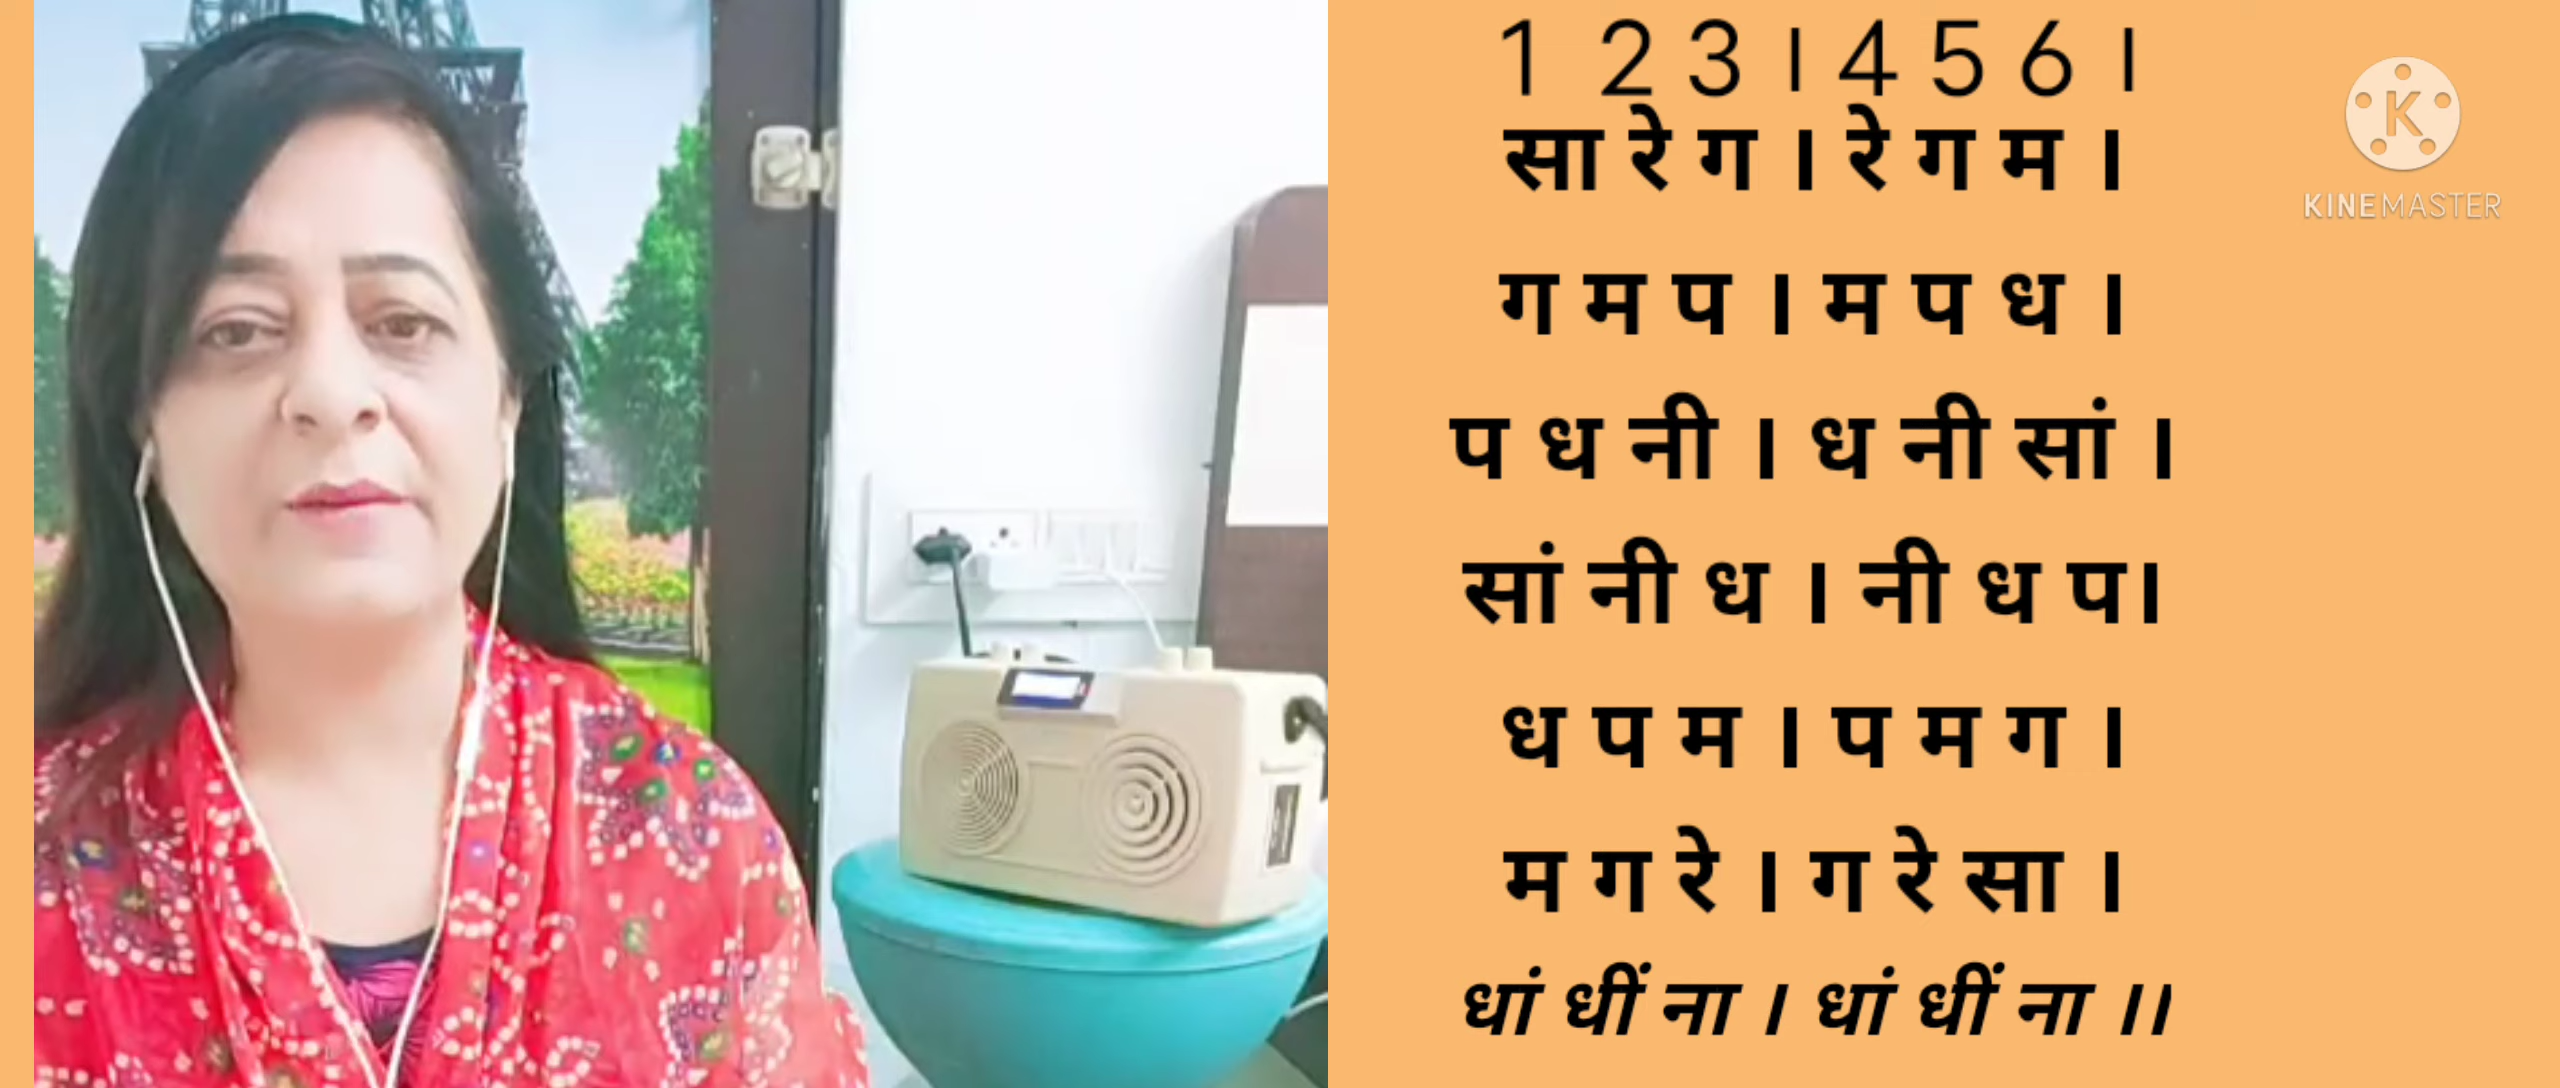 1 2 3 । 4 5 6 ।
सा रे ग । रे ग म ।
ग म प । म प ध ।
प ध नी । ध नी सां ।
सां नी ध । नी ध प।
ध प म । प म ग ।
म ग रे । ग रे सा ।
धां धीं ना । धां धीं ना ।।
K
KINEMASTER